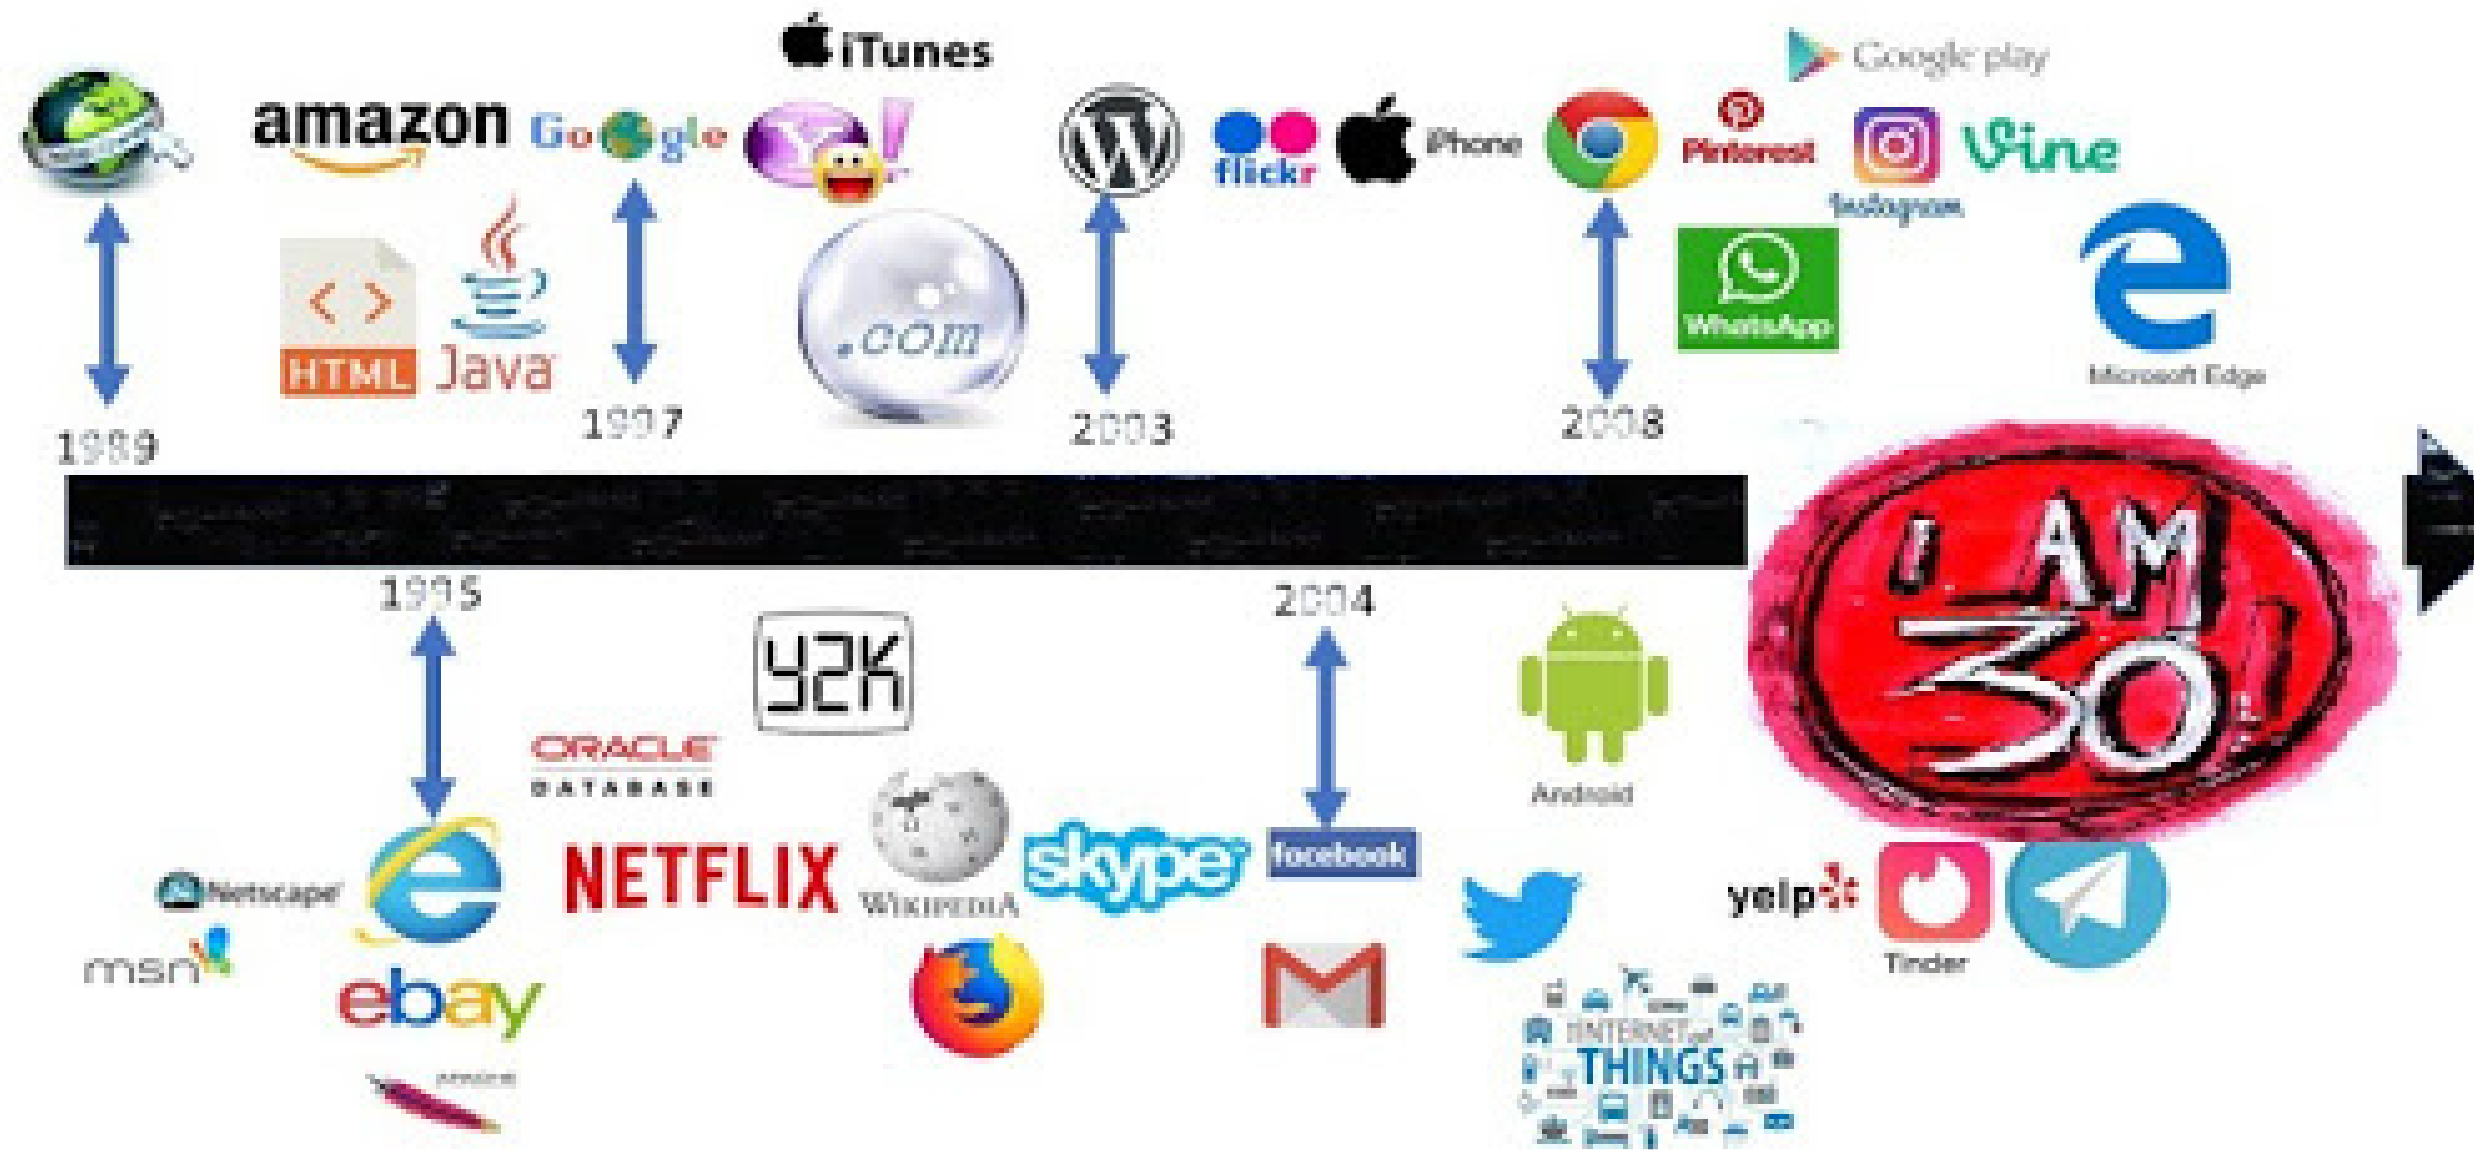 iTunes
Google play
amazon
Google
flickr
iPhone
Pinterest
Vine
Instagram
WhatsApp
.com
HTML
Java
Microsoft Edge
1989
1997
2003
2008
I AM
30!
1995
2004
Y2K
ORACLE
DATABASE
Android
Netscape
NETFLIX
WIKIPEDIA
skype
facebook
yelp
Tinder
msn
ebay
INTERNET of
THINGS
APACHE